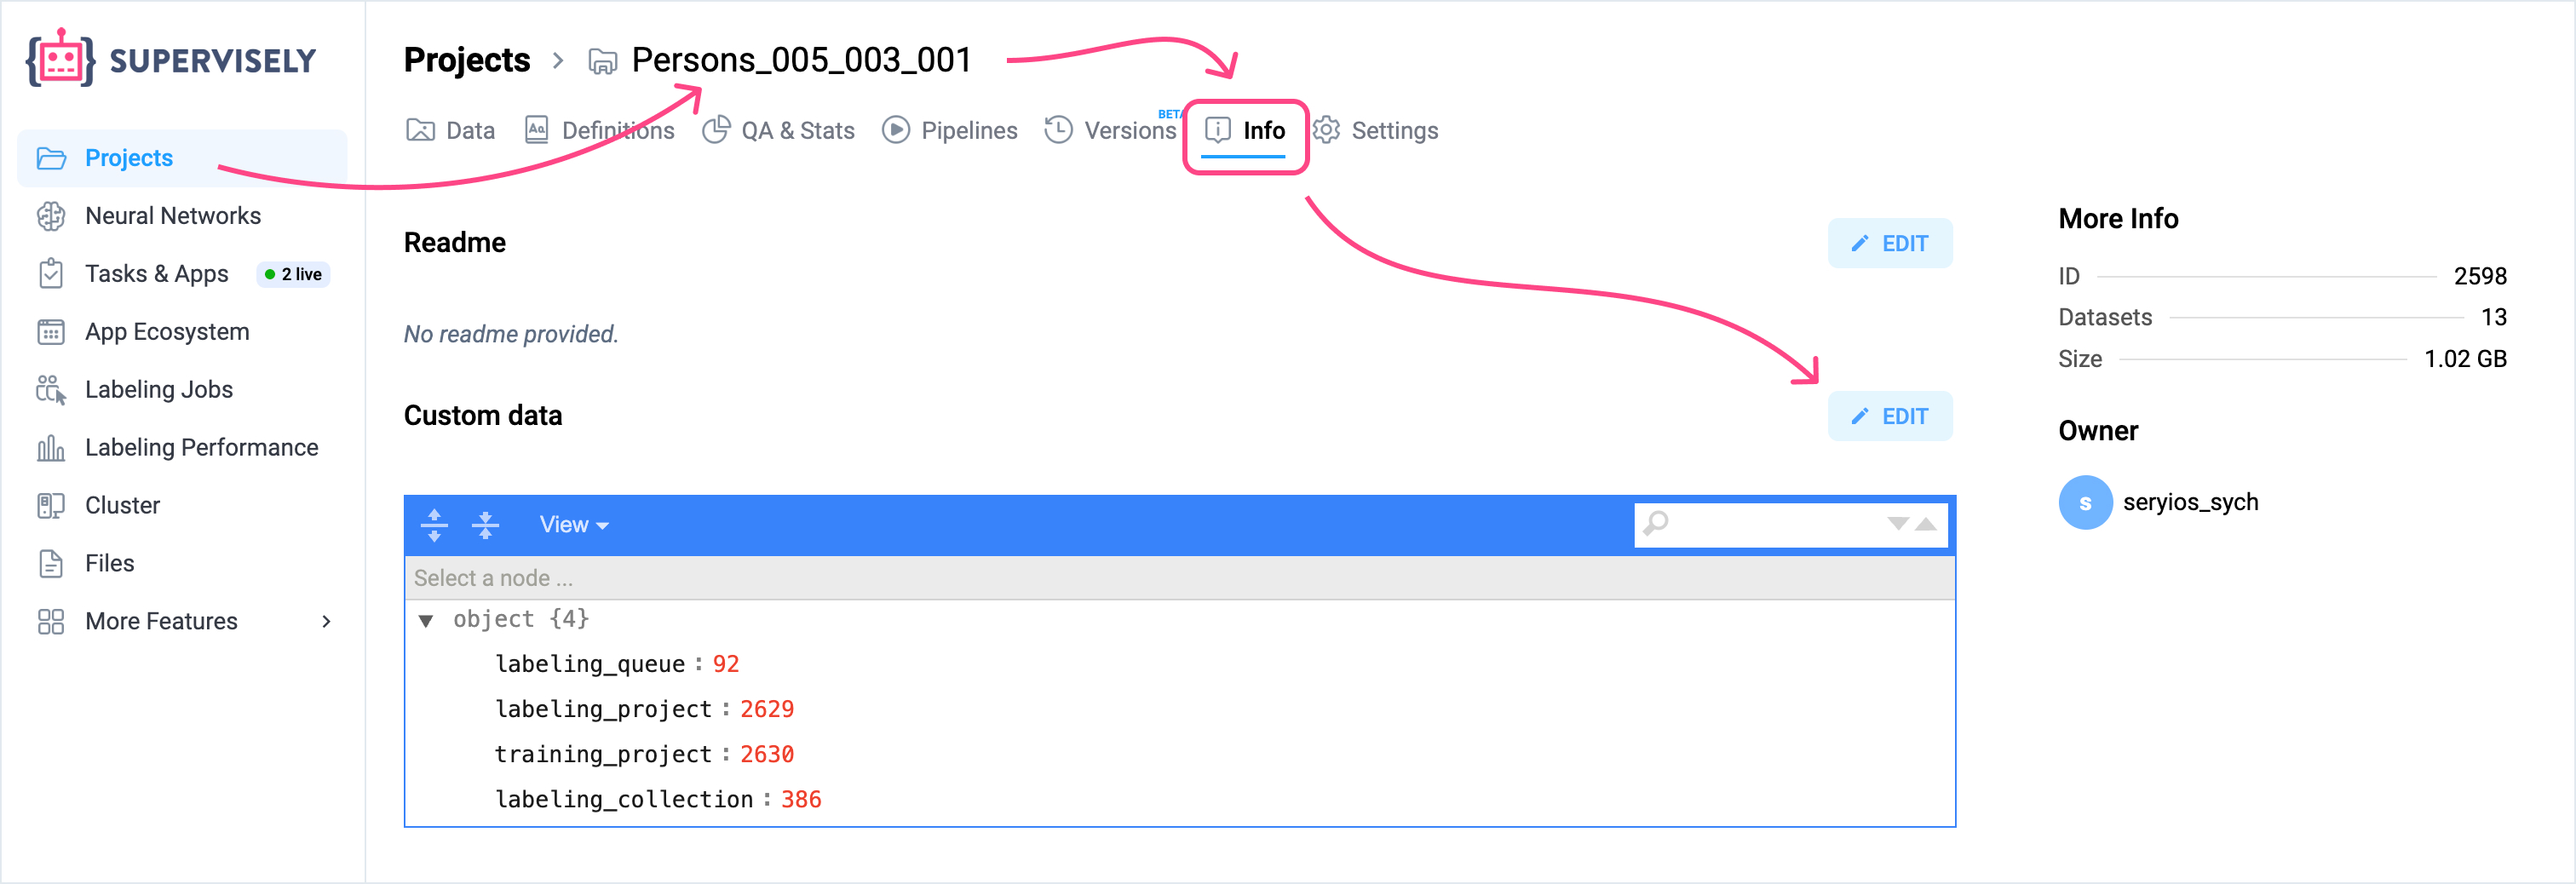 SUPERVISELY
Projects
Neural Networks
Tasks & Apps 2 live
App Ecosystem
Labeling Jobs
Labeling Performance
Cluster
Files
More Features
Projects > Persons_005_003_001
Data Definitions QA & Stats Pipelines Versions BETA Info Settings
Readme
EDIT
No readme provided.
Custom data
EDIT
View
Select a node ...
object {4}
labeling_queue : 92
labeling_project : 2629
training_project : 2630
labeling_collection : 386
More Info
ID 2598
Datasets 13
Size 1.02 GB
Owner
s seryios_sych